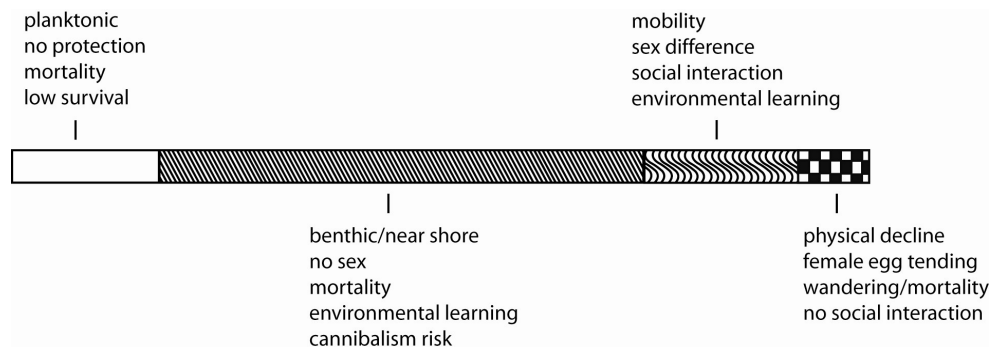 planktonic
no protection
mortality
low survival
mobility
sex difference
social interaction
environmental learning
benthic/near shore
no sex
mortality
environmental learning
cannibalism risk
physical decline
female egg tending
wandering/mortality
no social interaction